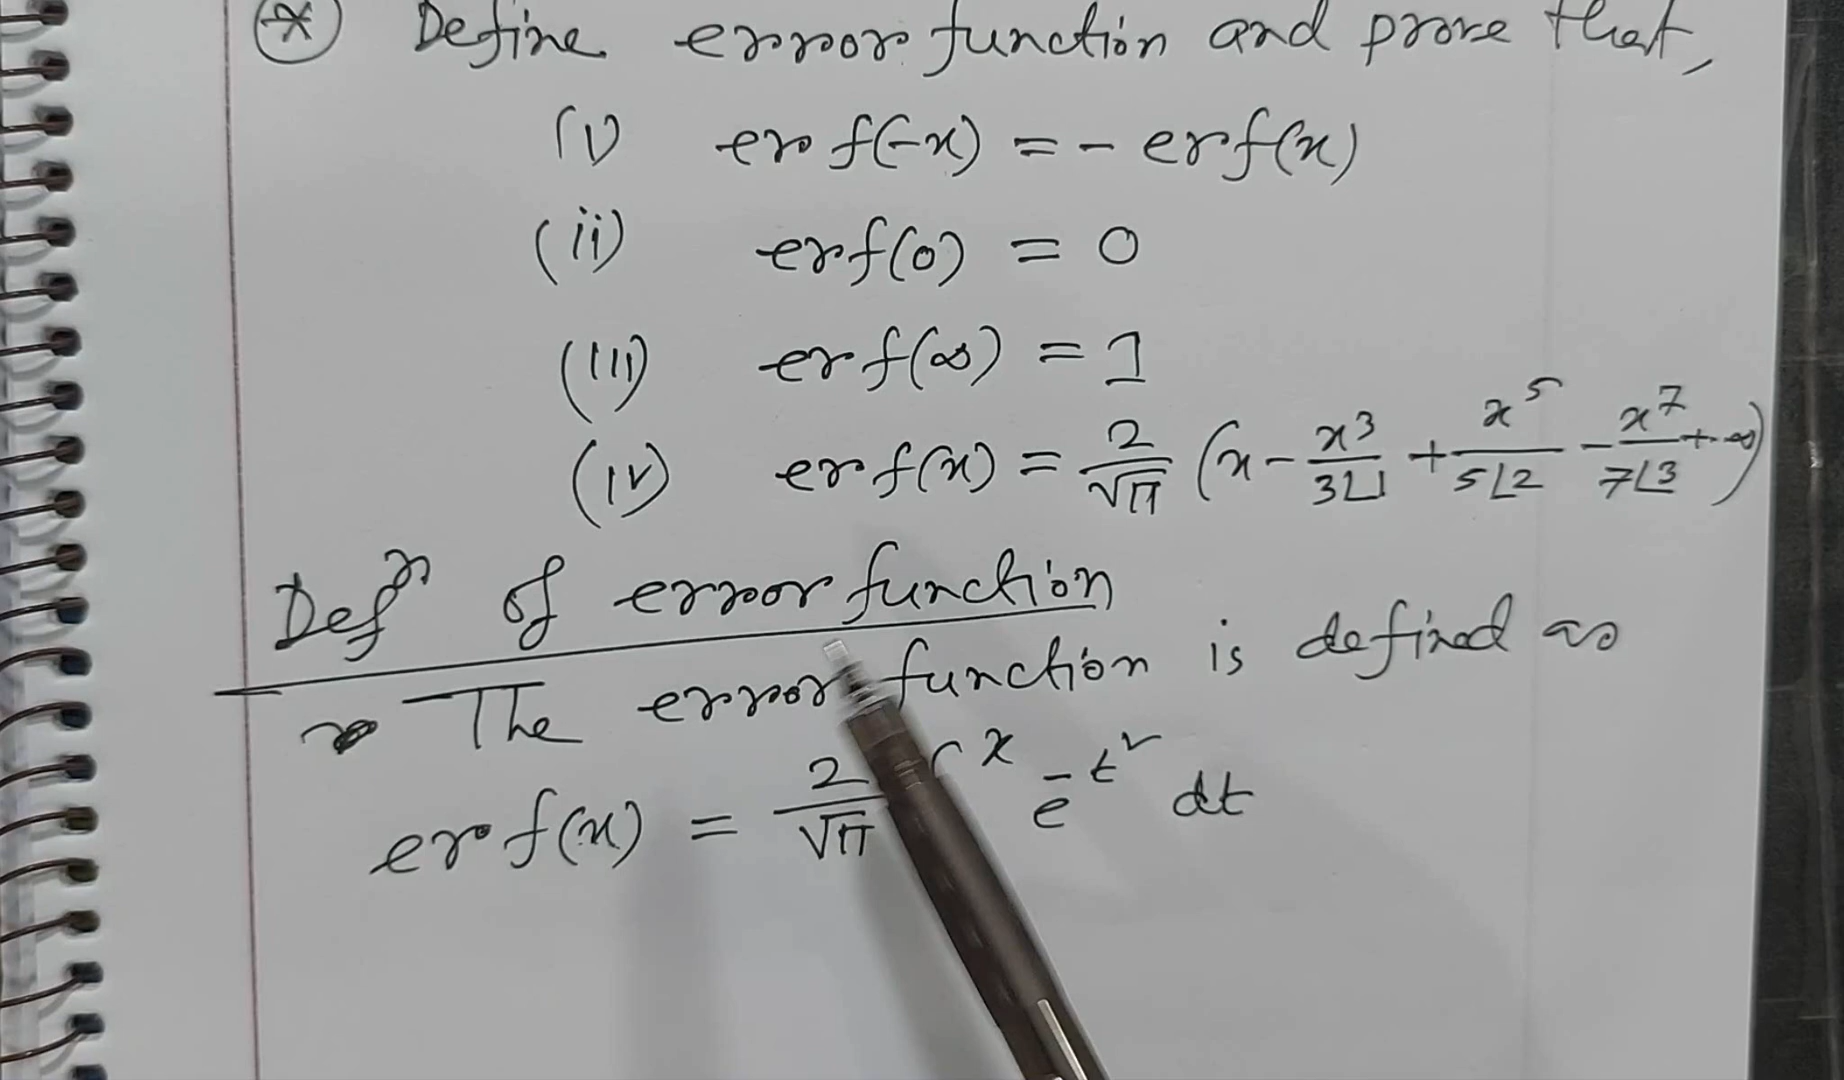 (*) Define error function and prove that,
(i) erf(-x) = - erf(x)
(ii) erf(0) = 0
(iii) erf(∞) = 1
(iv) erf(x) = 2/√π (x - x³/3⌊1 + x⁵/5⌊2 - x⁷/7⌊3 + -- ∞)
Defⁿ of error function
The error function is defined as
erf(x) = 2/√π ∫ˣ e^-t² dt